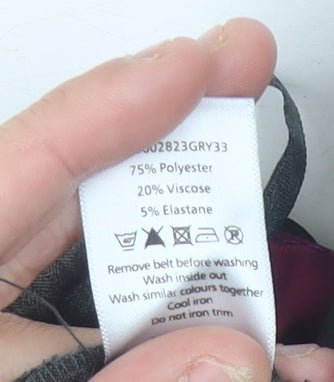 002823GRY33
75% Polyester
20% Viscose
5% Elastane
40°
Remove belt before washing
Wash inside out
Wash similar colours together
Cool iron
Do not iron trim